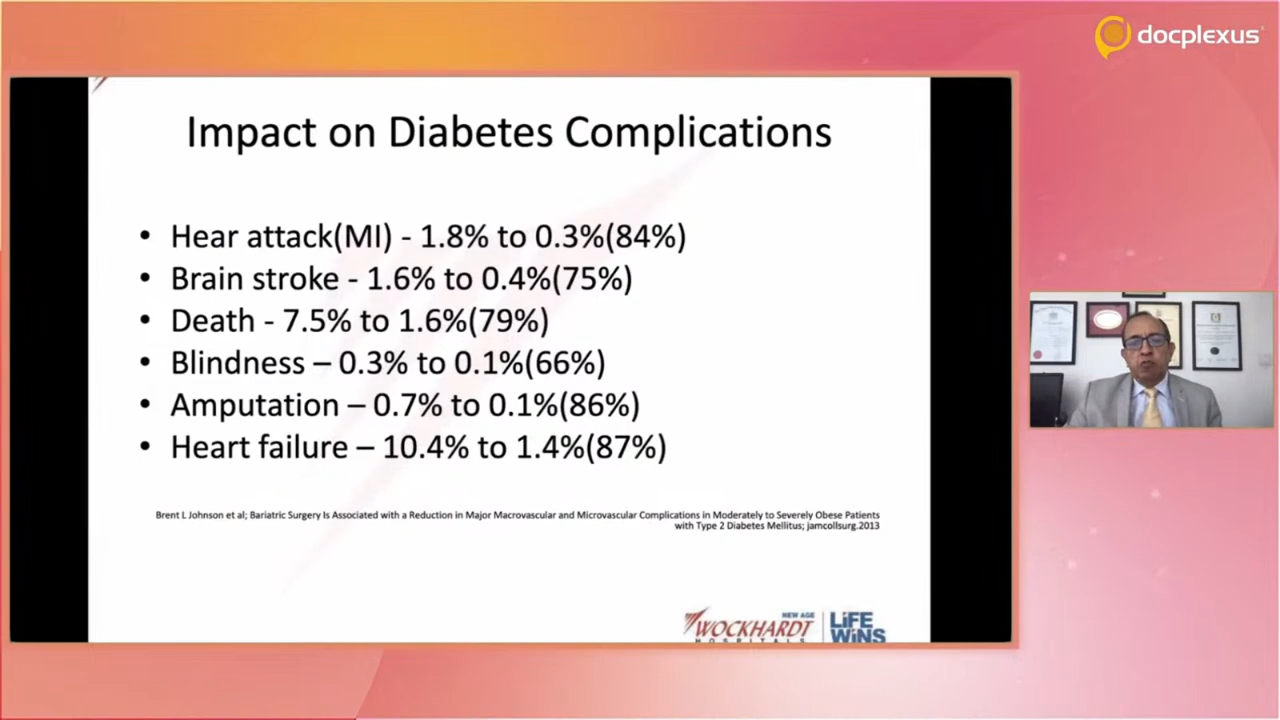 docplexus
Impact on Diabetes Complications
• Hear attack(MI) - 1.8% to 0.3%(84%)
• Brain stroke - 1.6% to 0.4%(75%)
• Death - 7.5% to 1.6%(79%)
• Blindness – 0.3% to 0.1%(66%)
• Amputation – 0.7% to 0.1%(86%)
• Heart failure – 10.4% to 1.4%(87%)
Brent L Johnson et al; Bariatric Surgery Is Associated with a Reduction in Major Macrovascular and Microvascular Complications in Moderately to Severely Obese Patients
with Type 2 Diabetes Mellitus; jamcollsurg.2013
NEW AGE
WOCKHARDT
HOSPITALS
LiFE
WiNS